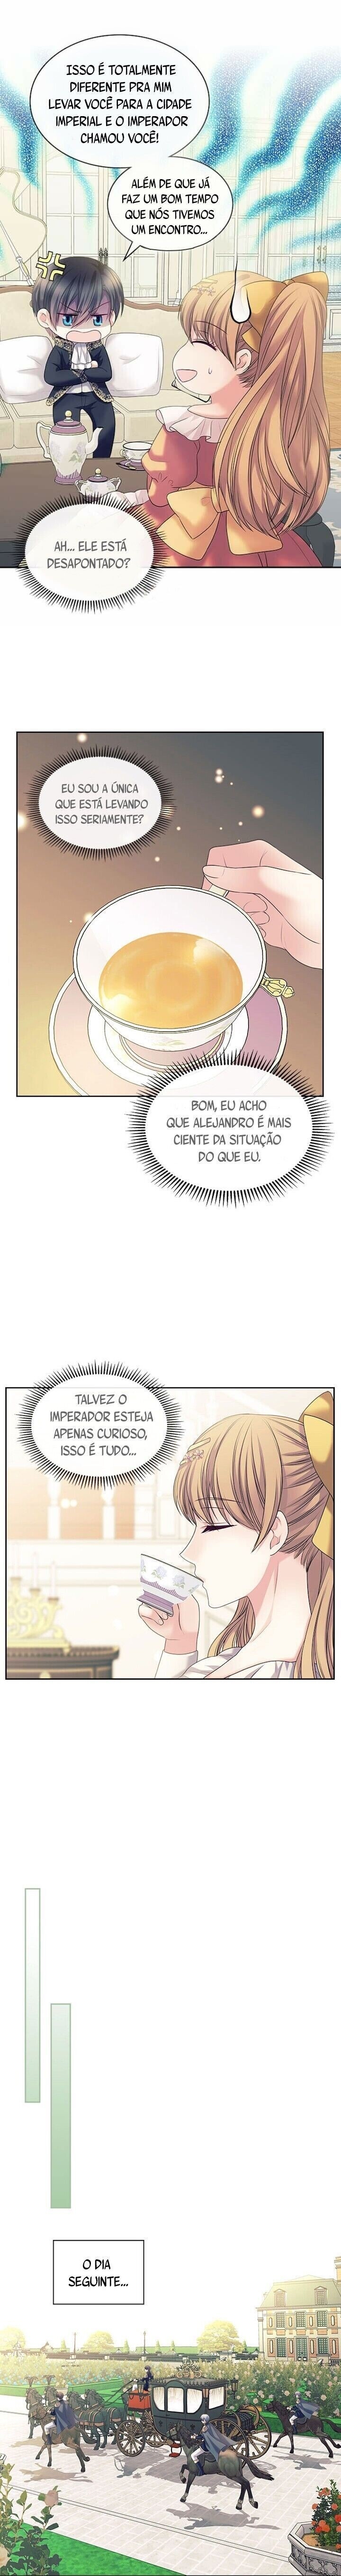 ISSO É TOTALMENTE
DIFERENTE PRA MIM
LEVAR VOCÊ PARA A CIDADE
IMPERIAL E O IMPERADOR
CHAMOU VOCÊ!
ALÉM DE QUE JÁ
FAZ UM BOM TEMPO
QUE NÓS TIVEMOS
UM ENCONTRO...
AH... ELE ESTÁ
DESAPONTADO?
EU SOU A ÚNICA
QUE ESTÁ LEVANDO
ISSO SERIAMENTE?
BOM, EU ACHO
QUE ALEJANDRO É MAIS
CIENTE DA SITUAÇÃO
DO QUE EU.
TALVEZ O
IMPERADOR ESTEJA
APENAS CURIOSO,
ISSO É TUDO...
O DIA
SEGUINTE...